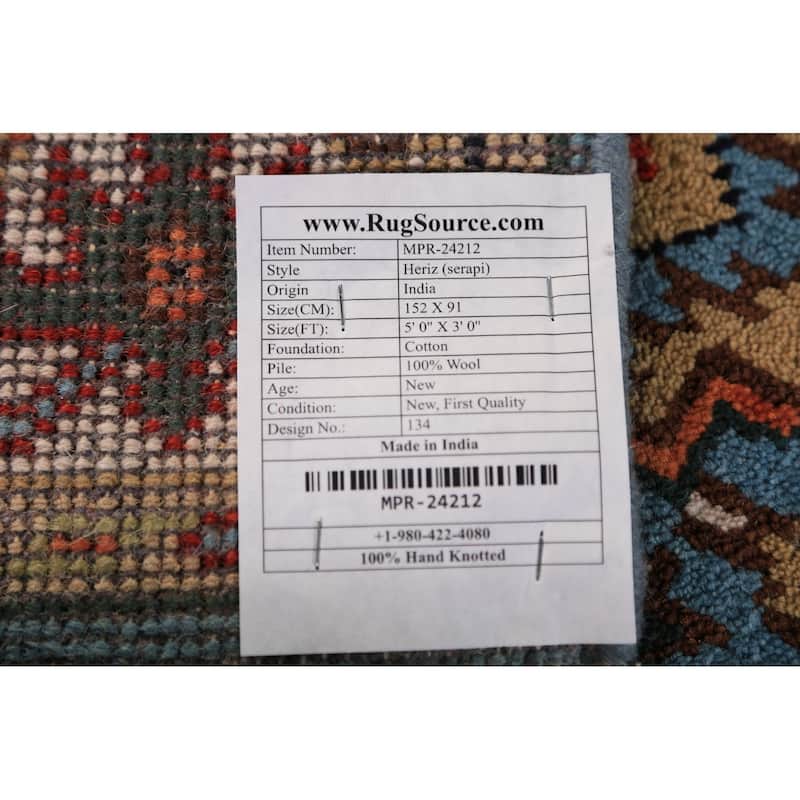 www.RugSource.com
Item Number: MPR-24212
Style Heriz (serapi)
Origin India
Size(CM): 152 X 91
Size(FT): 5' 0" X 3' 0"
Foundation: Cotton
Pile: 100% Wool
Age: New
Condition: New, First Quality
Design No.: 134
Made in India
MPR-24212
+1-980-422-4080
100% Hand Knotted